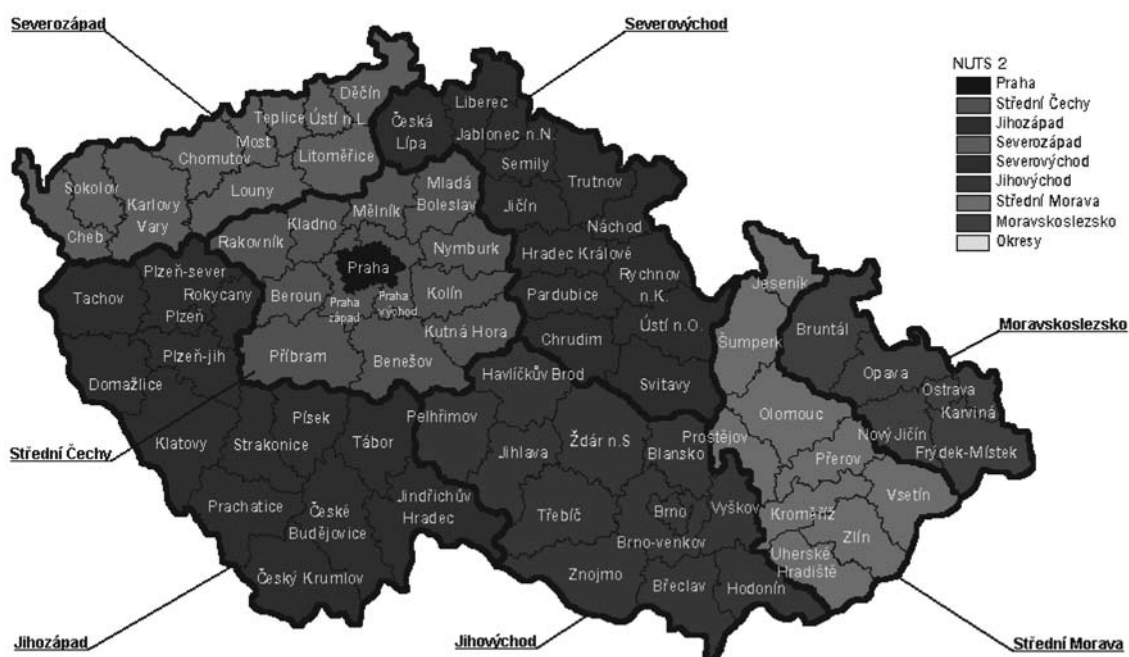 Severozápad
Severovýchod
NUTS 2
Praha
Střední Čechy
Jihozápad
Severozápad
Severovýchod
Jihovýchod
Střední Morava
Moravskoslezsko
Okresy
Děčín
Teplice
Ústí n.L.
Most
Chomutov
Litoměřice
Sokolov
Louny
Karlovy
Vary
Cheb
Česká
Lípa
Liberec
Jablonec n.N.
Semily
Trutnov
Jičín
Náchod
Mladá
Boleslav
Mělník
Kladno
Rakovník
Nymburk
Hradec Králové
Praha
Rychnov
n.K.
Plzeň-sever
Tachov
Rokycany
Plzeň
Beroun
Praha
západ
Praha
východ
Kolín
Pardubice
Jeseník
Kutná Hora
Ústí n.O.
Chrudim
Šumperk
Bruntál
Moravskoslezsko
Plzeň-jih
Příbram
Benešov
Domažlice
Havlíčkův Brod
Svitavy
Opava
Ostrava
Karviná
Písek
Pelhřimov
Olomouc
Klatovy
Strakonice
Tábor
Jihlava
Ždár n.S
Blansko
Prostějov
Přerov
Nový Jičín
Frýdek-Místek
Střední Čechy
Prachatice
České
Budějovice
Jindřichův
Hradec
Třebíč
Brno
Vyškov
Kroměříž
Vsetín
Zlín
Brno-venkov
Uherské
Hradiště
Český Krumlov
Znojmo
Břeclav
Hodonín
Jihozápad
Jihovýchod
Střední Morava